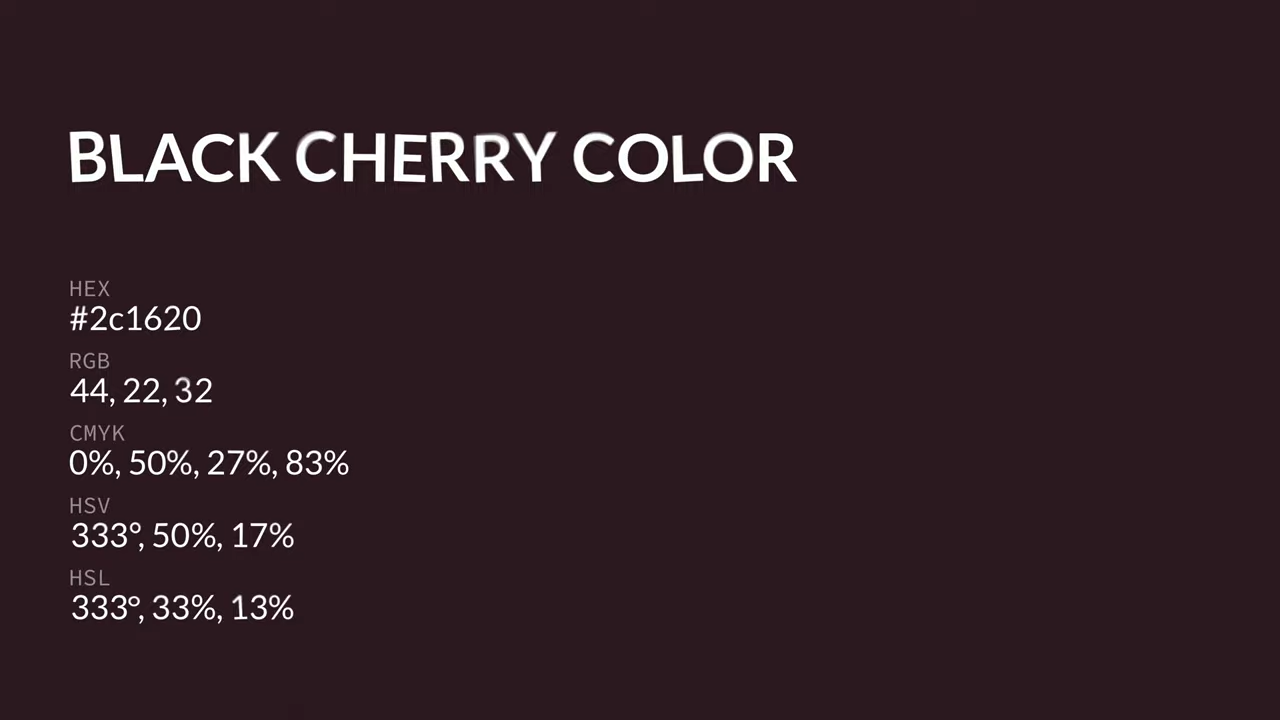 BLACK CHERRY COLOR
HEX
#2c1620
RGB
44, 22, 32
CMYK
0%, 50%, 27%, 83%
HSV
333°, 50%, 17%
HSL
333°, 33%, 13%